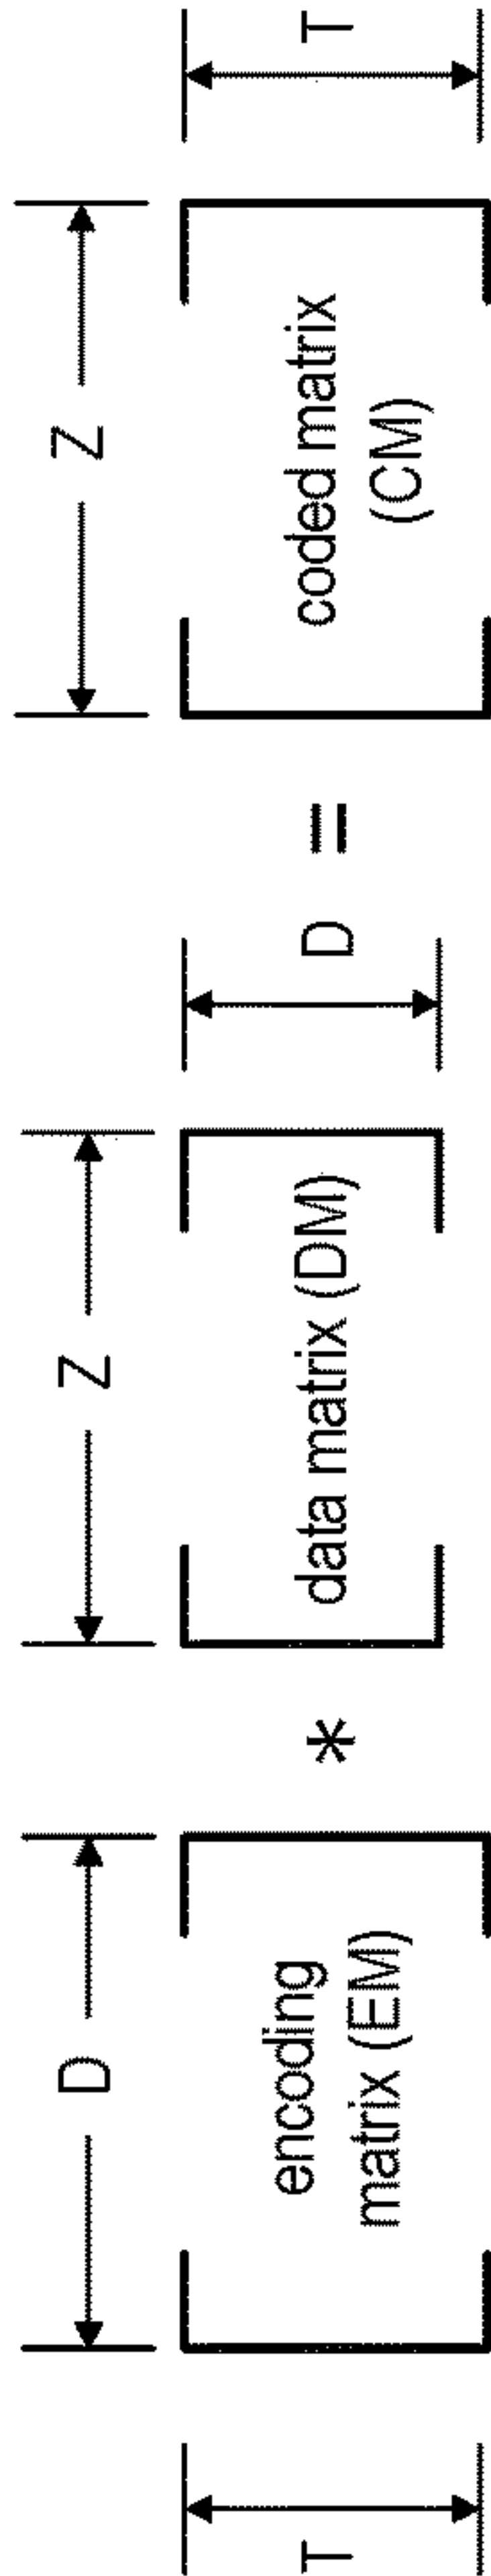 T
D
encoding
matrix (EM)
*
Z
data matrix (DM)
D
=
Z
coded matrix
(CM)
T